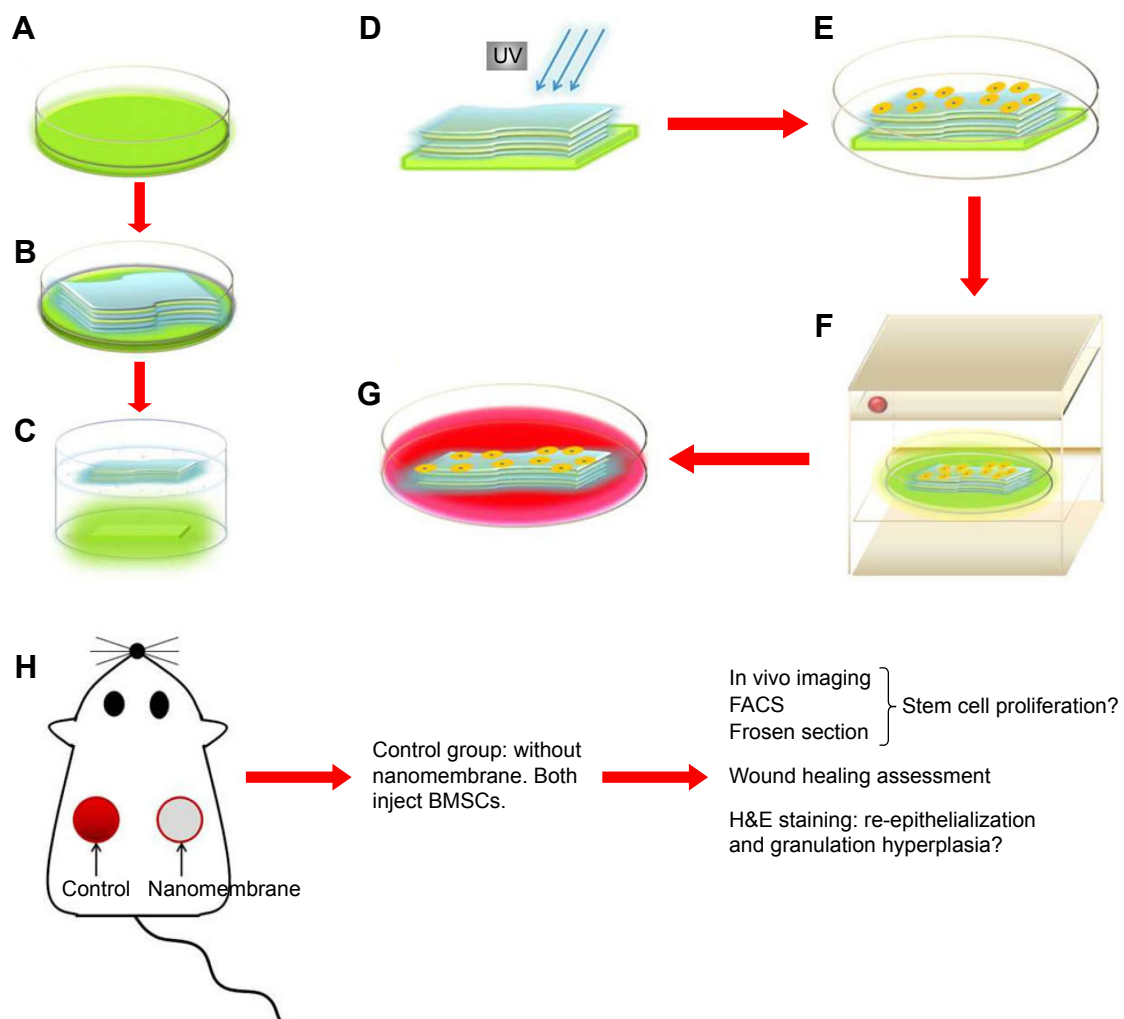 A
B
C
D
UV
E
F
G
H
Control
Nanomembrane
Control group: without
nanomembrane. Both
inject BMSCs.
In vivo imaging
FACS
Frosen section
Stem cell proliferation?
Wound healing assessment
H&E staining: re-epithelialization
and granulation hyperplasia?